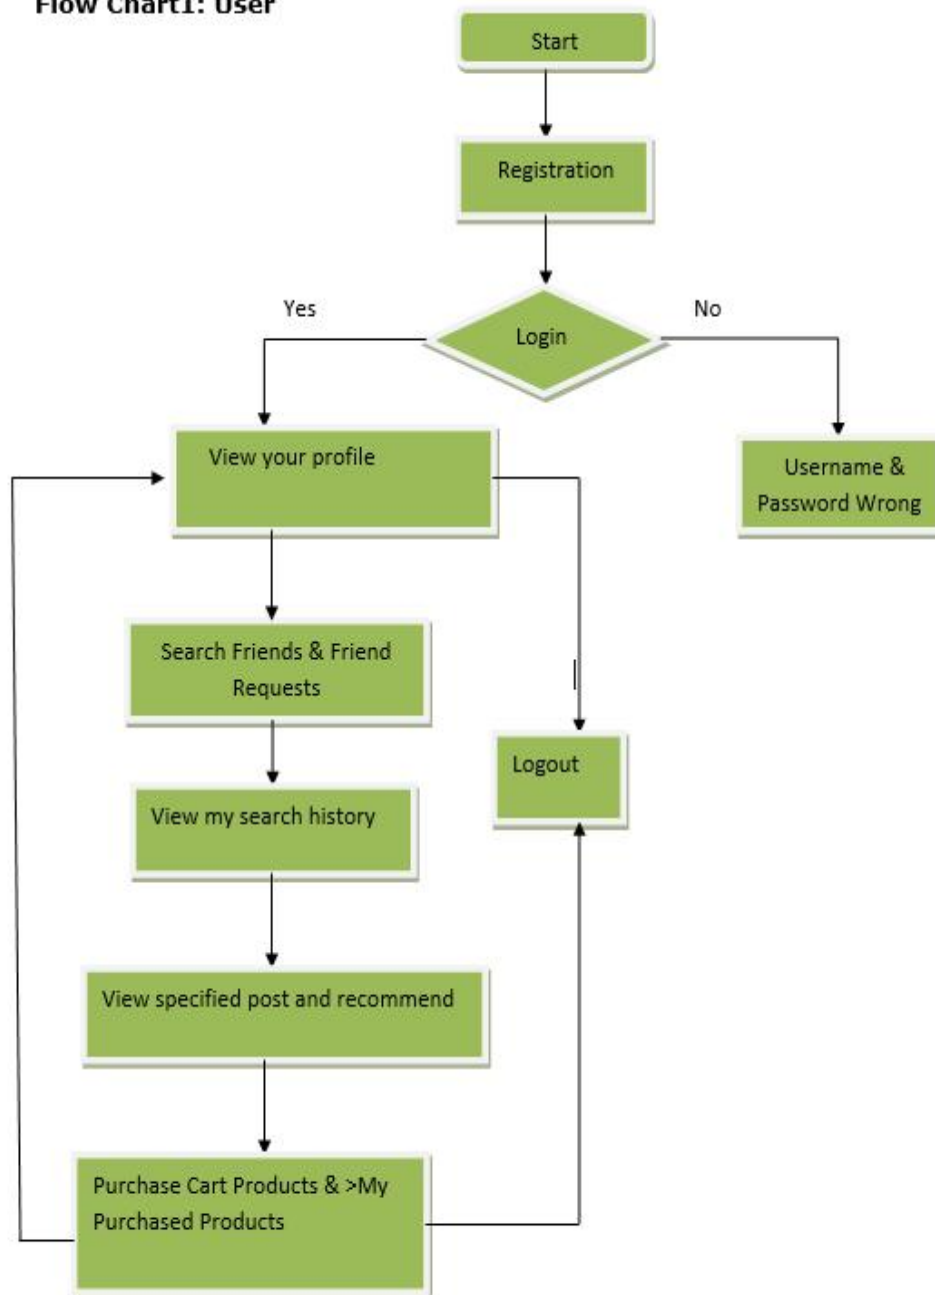 Flow Chart1: User
Start
Registration
Yes
No
Login
View your profile
Username &
Password Wrong
Search Friends & Friend
Requests
Logout
View my search history
View specified post and recommend
Purchase Cart Products & >My
Purchased Products